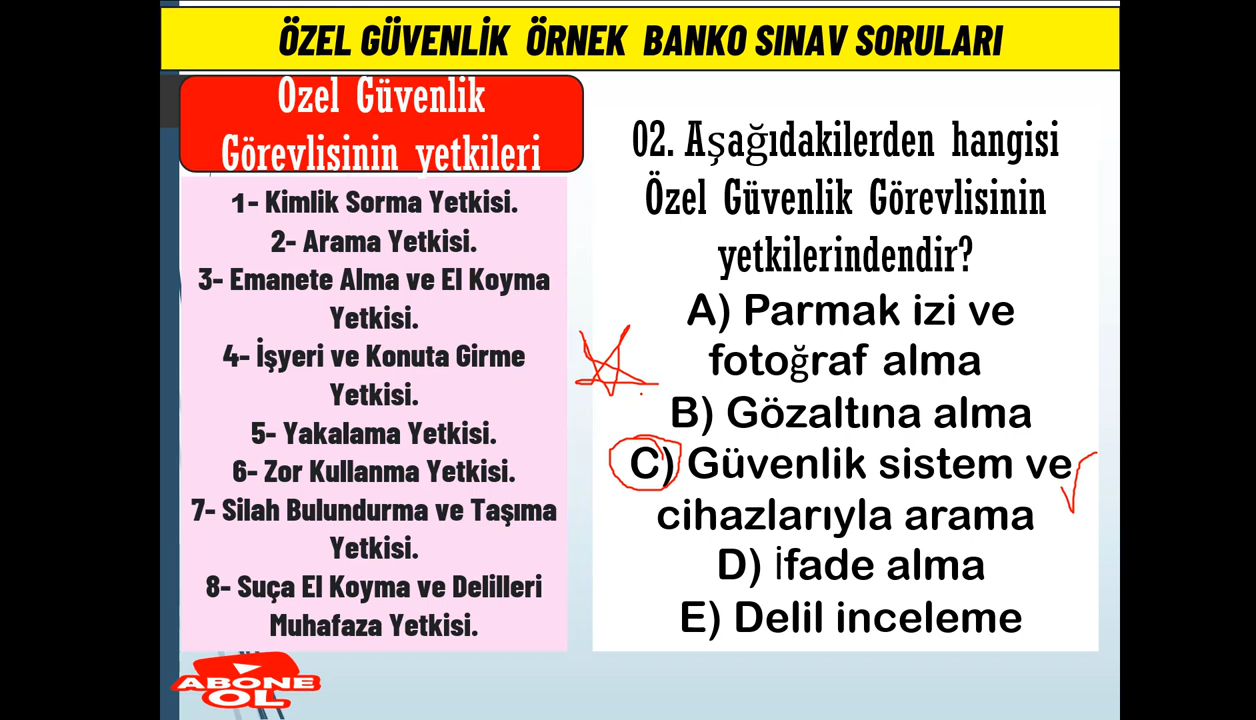 ÖZEL GÜVENLİK ÖRNEK BANKO SINAV SORULARI
Ozel Güvenlik
Görevlisinin yetkileri
1- Kimlik Sorma Yetkisi.
2- Arama Yetkisi.
3- Emanete Alma ve El Koyma
Yetkisi.
4- İşyeri ve Konuta Girme
Yetkisi.
5- Yakalama Yetkisi.
6- Zor Kullanma Yetkisi.
7- Silah Bulundurma ve Taşıma
Yetkisi.
8- Suça El Koyma ve Delilleri
Muhafaza Yetkisi.
02. Aşağıdakilerden hangisi
Özel Güvenlik Görevlisinin
yetkilerindendir?
A) Parmak izi ve
fotoğraf alma
B) Gözaltına alma
C) Güvenlik sistem ve
cihazlarıyla arama
D) İfade alma
E) Delil inceleme
ABONE
OL